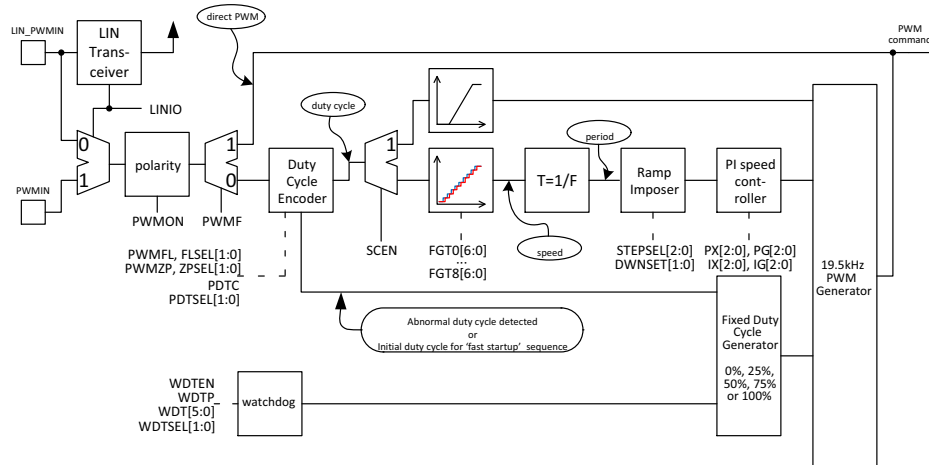 direct PWM
LIN_PWMIN
LIN
Trans-
ceiver
PWM
command
LINIO
duty cycle
0
1
polarity
1
0
Duty
Cycle
Encoder
1
period
T=1/F
Ramp
Imposer
PI speed
cont-
roller
PWMIN
PWMON
PWMF
SCEN
speed
PWMFL, FLSEL[1:0]
PWMZP, ZPSEL[1:0]
PDTC
PDTSEL[1:0]
FGT0[6:0]
...
FGT8[6:0]
STEPSEL[2:0]
DWNSET[1:0]
PX[2:0], PG[2:0]
IX[2:0], IG[2:0]
19.5kHz
PWM
Generator
Abnormal duty cycle detected
or
Initial duty cycle for ‘fast startup’ sequence
Fixed Duty
Cycle
Generator
0%, 25%,
50%, 75%
or 100%
WDTEN
WDTP
WDT[5:0]
WDTSEL[1:0]
watchdog